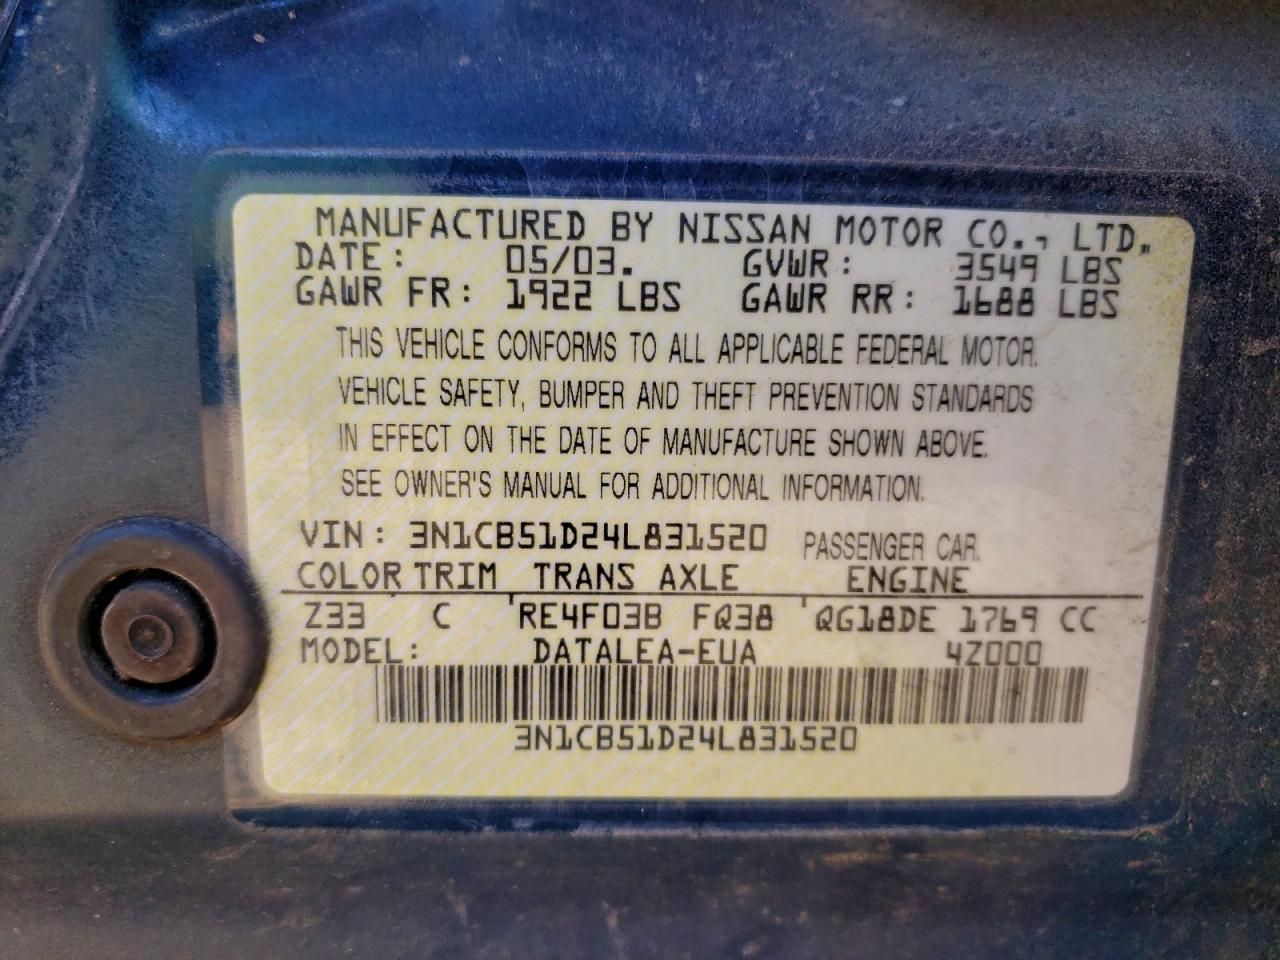 MANUFACTURED BY NISSAN MOTOR CO., LTD.
DATE: 05/03. GVWR: 3549 LBS
GAWR FR: 1922 LBS GAWR RR: 1688 LBS
THIS VEHICLE CONFORMS TO ALL APPLICABLE FEDERAL MOTOR.
VEHICLE SAFETY, BUMPER AND THEFT PREVENTION STANDARDS
IN EFFECT ON THE DATE OF MANUFACTURE SHOWN ABOVE.
SEE OWNER'S MANUAL FOR ADDITIONAL INFORMATION.
VIN: 3N1CB51D24L831520 PASSENGER CAR.
COLOR TRIM TRANS AXLE ENGINE
Z33 C RE4F03B FQ38 QG18DE 1769 CC
MODEL: DATALEA-EUA 4Z000
3N1CB51D24L831520